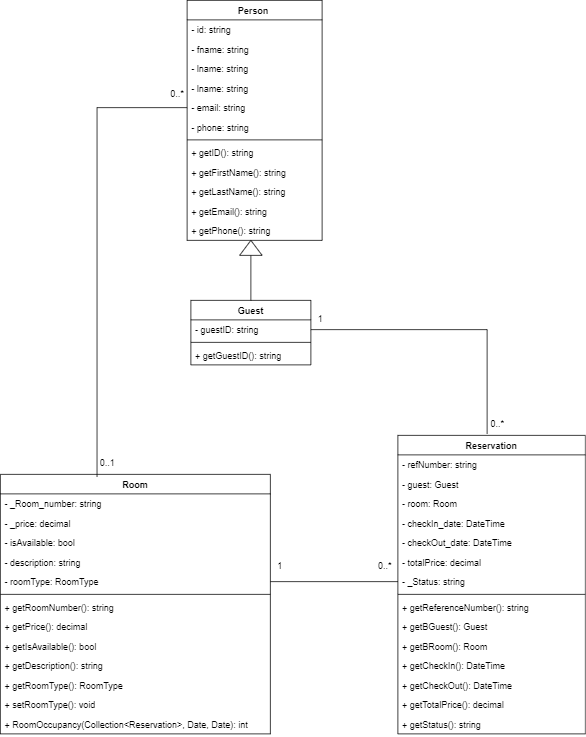 Person
- id: string
- fname: string
- lname: string
- lname: string
- email: string
- phone: string
+ getID(): string
+ getFirstName(): string
+ getLastName(): string
+ getEmail(): string
+ getPhone(): string
0..*
Guest
- guestID: string
+ getGuestID(): string
1
0..*
0..1
Room
- _Room_number: string
- _price: decimal
- isAvailable: bool
- description: string
- roomType: RoomType
+ getRoomNumber(): string
+ getPrice(): decimal
+ getIsAvailable(): bool
+ getDescription(): string
+ getRoomType(): RoomType
+ setRoomType(): void
+ RoomOccupancy(Collection<Reservation>, Date, Date): int
1
0..*
Reservation
- refNumber: string
- guest: Guest
- room: Room
- checkIn_date: DateTime
- checkOut_date: DateTime
- totalPrice: decimal
- _Status: string
+ getReferenceNumber(): string
+ getBGuest(): Guest
+ getBRoom(): Room
+ getCheckIn(): DateTime
+ getCheckOut(): DateTime
+ getTotalPrice(): decimal
+ getStatus(): string